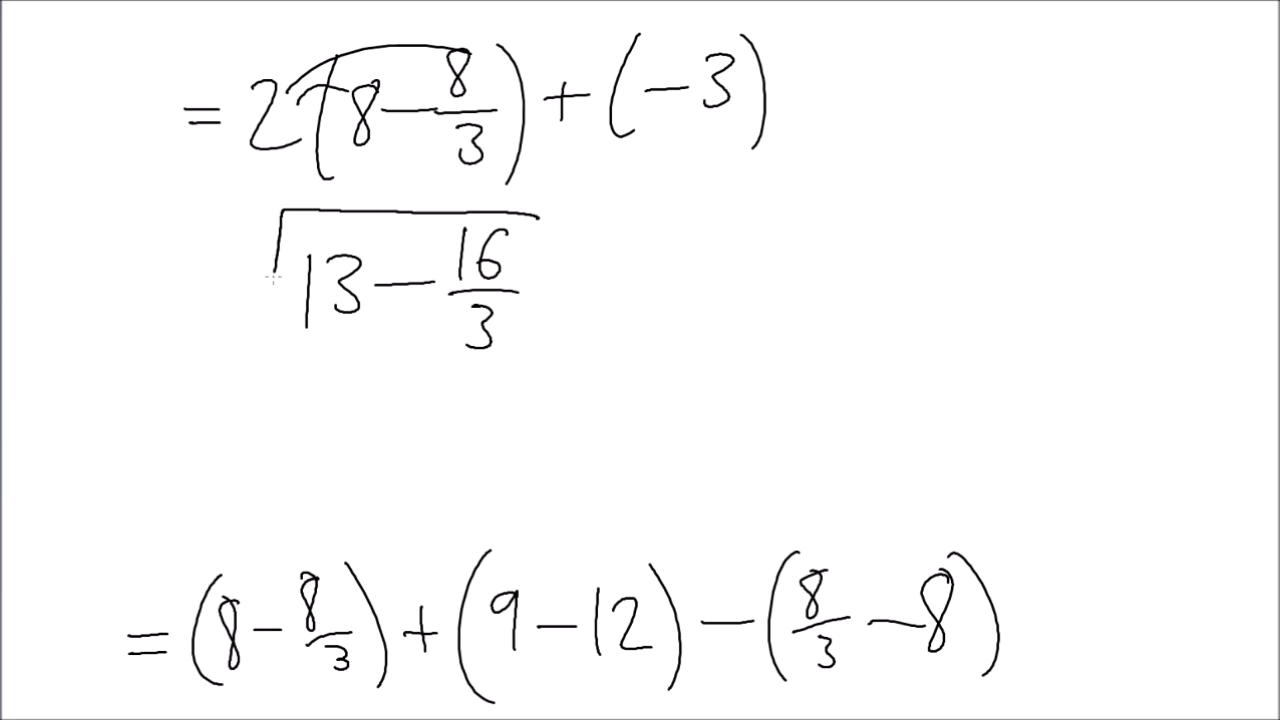 = 2(8 - 8/3) + (-3)
13 - 16/3
= (8 - 8/3) + (9 - 12) - (8/3 - 8)